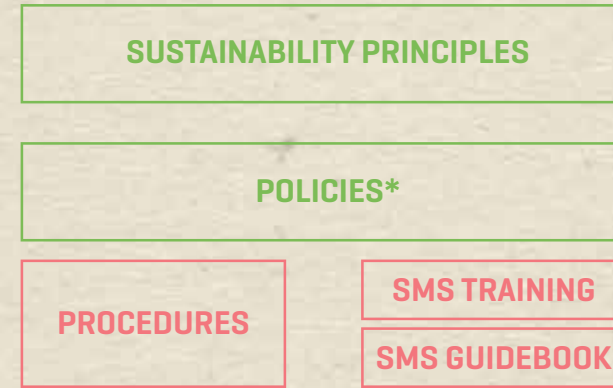 SUSTAINABILITY PRINCIPLES
POLICIES*
PROCEDURES
SMS TRAINING
SMS GUIDEBOOK